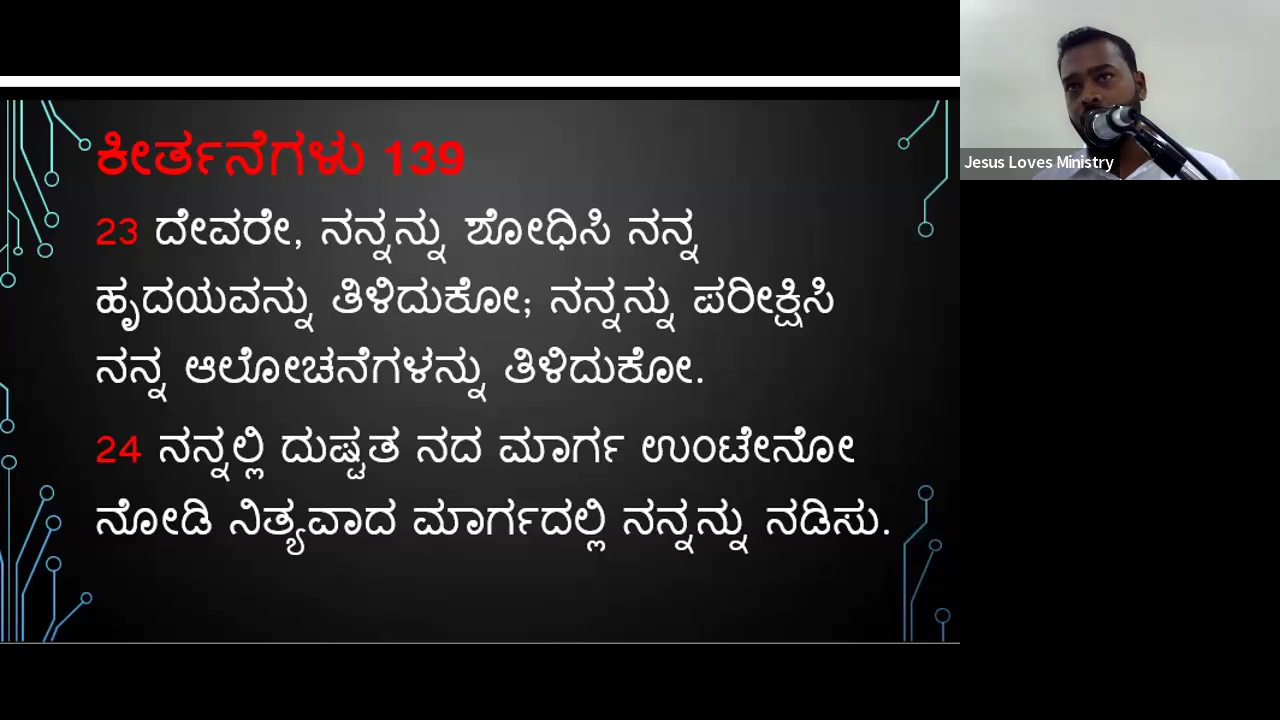 ಕೀರ್ತನೆಗಳು 139
23 ದೇವರೇ, ನನ್ನನ್ನು ಶೋಧಿಸಿ ನನ್ನ
ಹೃದಯವನ್ನು ತಿಳಿದುಕೋ; ನನ್ನನ್ನು ಪರೀಕ್ಷಿಸಿ
ನನ್ನ ಆಲೋಚನೆಗಳನ್ನು ತಿಳಿದುಕೋ.
24 ನನ್ನಲ್ಲಿ ದುಷ್ಟತ ನದ ಮಾರ್ಗ ಉಂಟೇನೋ
ನೋಡಿ ನಿತ್ಯವಾದ ಮಾರ್ಗದಲ್ಲಿ ನನ್ನನ್ನು ನಡಿಸು.
Jesus Loves Ministry